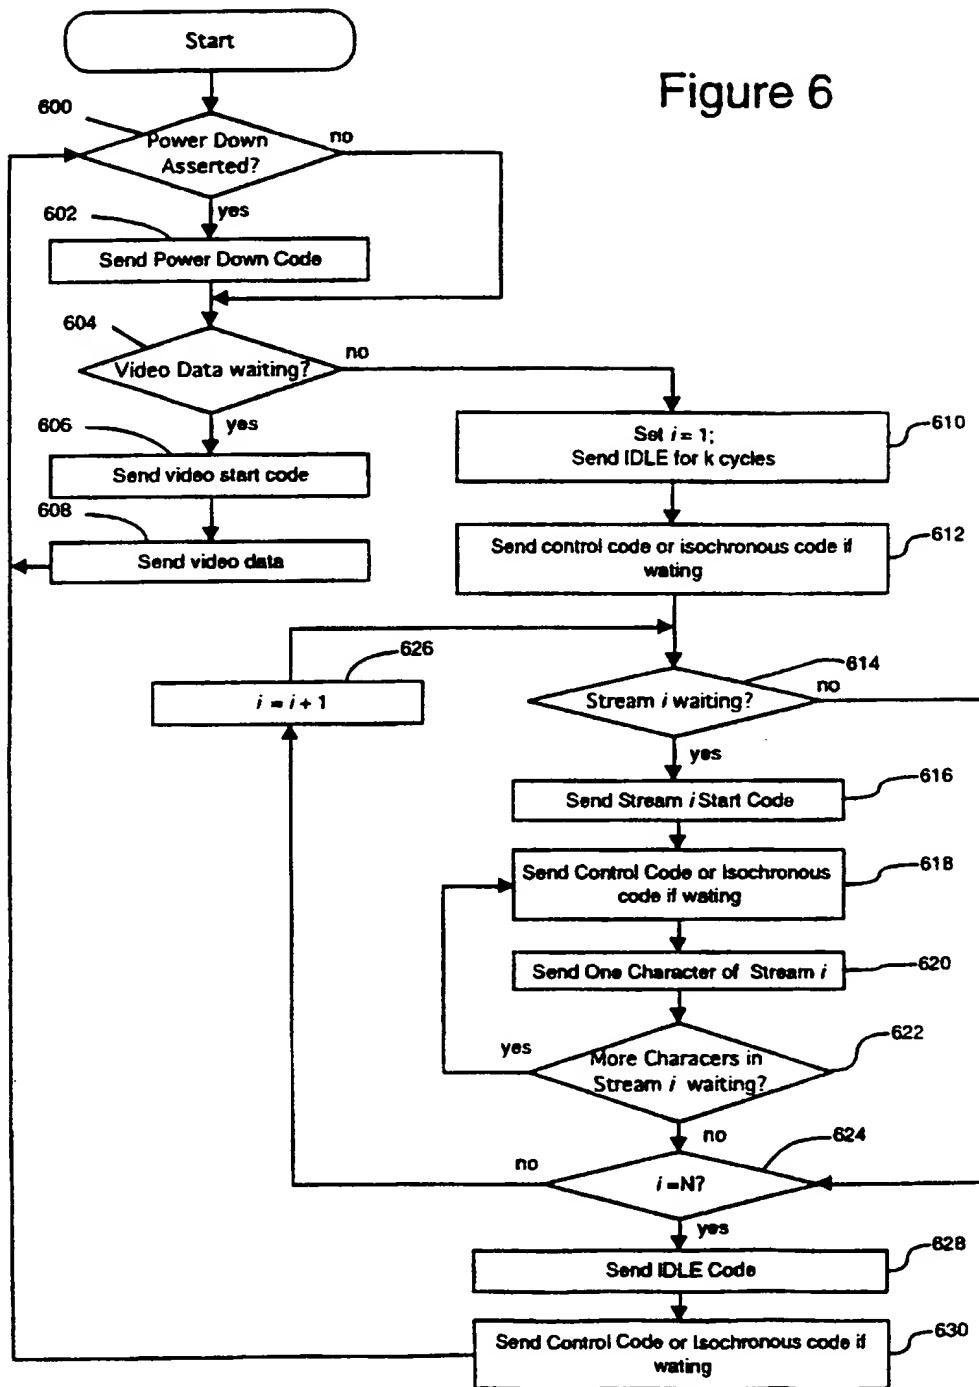 Start
Figure 6
600
Power Down
Asserted?
no
yes
602
Send Power Down Code
604
Video Data waiting?
no
yes
606
Send video start code
608
Send video data
Set i = 1;
Send IDLE for k cycles
610
Send control code or isochronous code if
wating
612
626
i = i + 1
614
Stream i waiting?
no
yes
Send Stream i Start Code
616
Send Control Code or Isochronous
code if wating
618
Send One Character of Stream i
620
yes
More Characers in
Stream i waiting?
622
no
624
no
i =N?
yes
Send IDLE Code
628
Send Control Code or Isochronous code if
wating
630